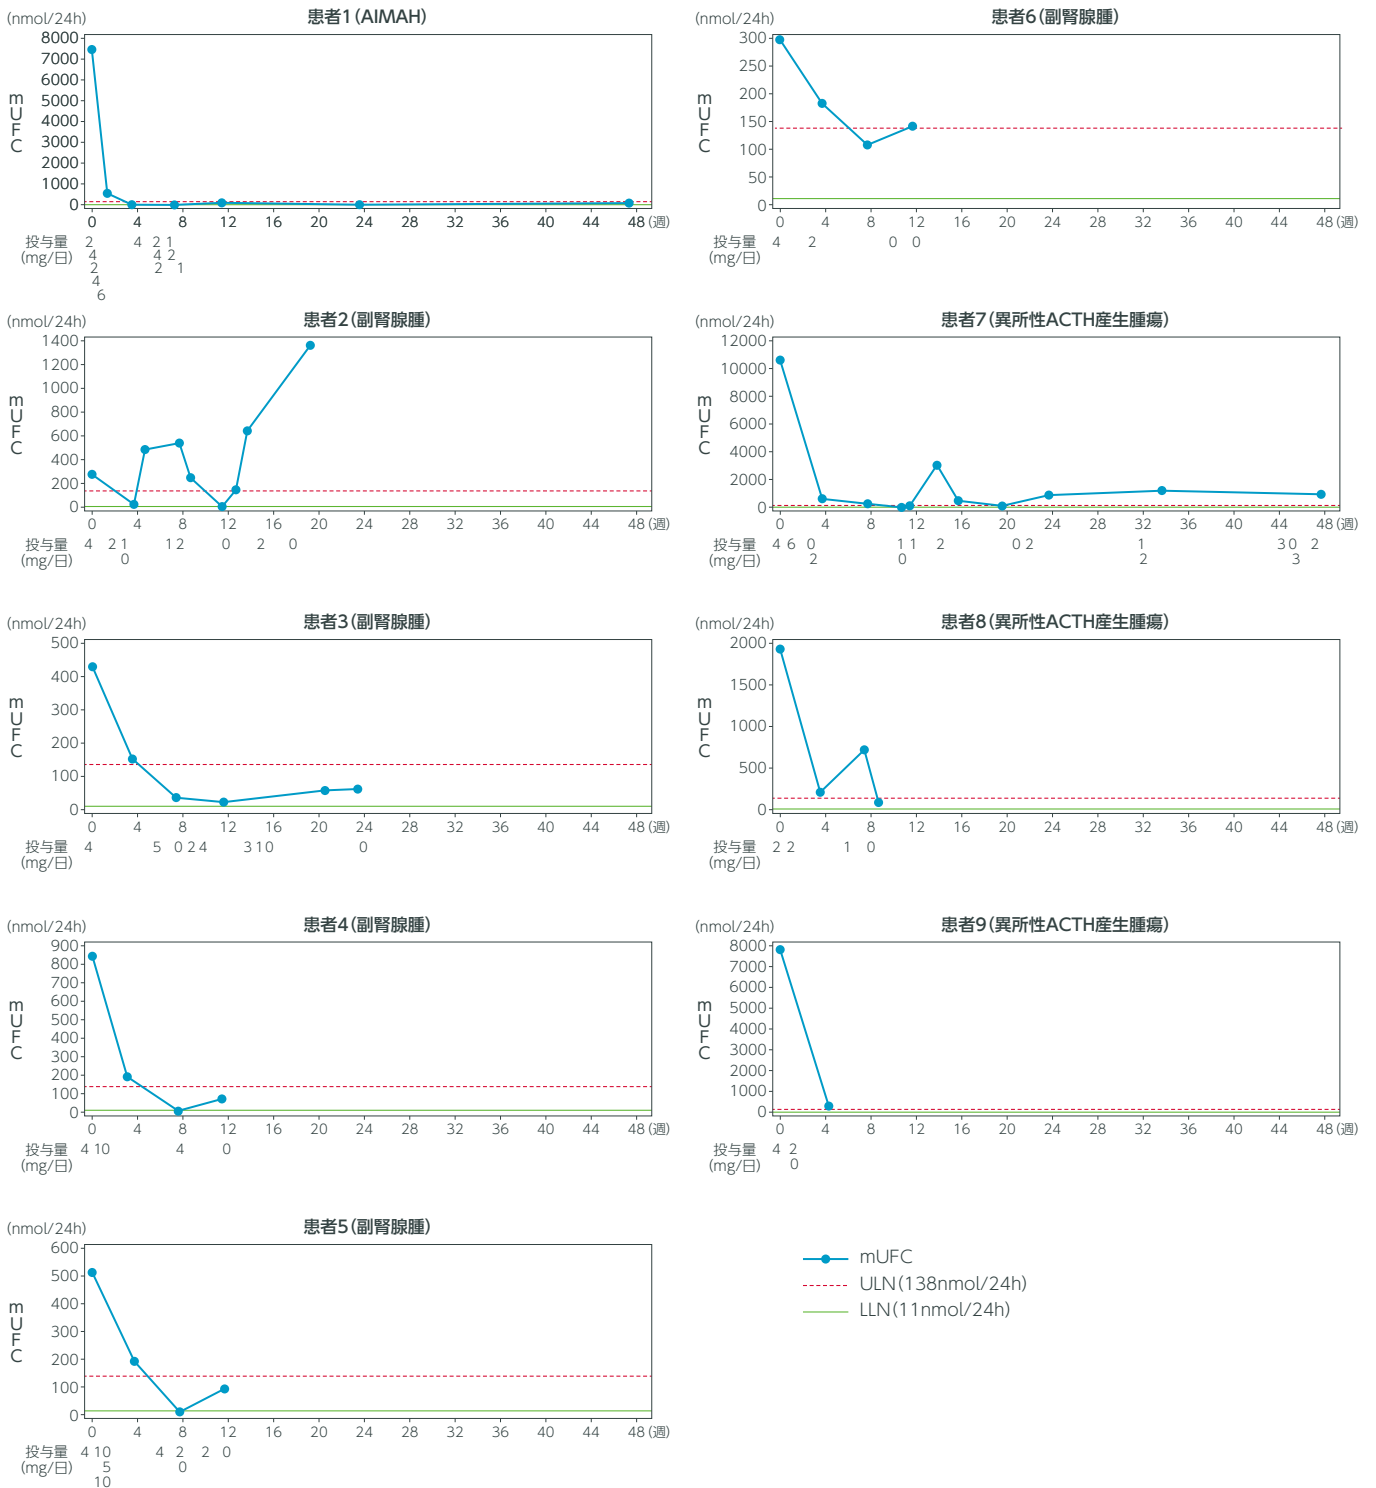 患者1(AIMAH)
(nmol/24h)
mUFC
8000
7000
6000
5000
4000
3000
2000
1000
0
0 4 8 12 16 20 24 28 32 36 40 44 48(週)
投与量 2 4 2 1
(mg/日) 4 4 2
2 2 1
4
6
患者2(副腎腺腫)
(nmol/24h)
mUFC
1400
1200
1000
800
600
400
200
0
0 4 8 12 16 20 24 28 32 36 40 44 48(週)
投与量 4 2 1 1 2 0 2 0
(mg/日) 0
患者3(副腎腺腫)
(nmol/24h)
mUFC
500
400
300
200
100
0
0 4 8 12 16 20 24 28 32 36 40 44 48(週)
投与量 4 5 0 2 4 3 1 0 0
(mg/日)
患者4(副腎腺腫)
(nmol/24h)
mUFC
900
800
700
600
500
400
300
200
100
0
0 4 8 12 16 20 24 28 32 36 40 44 48(週)
投与量 4 10 4 0
(mg/日)
患者5(副腎腺腫)
(nmol/24h)
mUFC
600
500
400
300
200
100
0
0 4 8 12 16 20 24 28 32 36 40 44 48(週)
投与量 4 10 4 2 2 0
(mg/日) 5 0
10
患者6(副腎腺腫)
(nmol/24h)
mUFC
300
250
200
150
100
50
0
0 4 8 12 16 20 24 28 32 36 40 44 48(週)
投与量 4 2 0 0
(mg/日)
患者7(異所性ACTH産生腫瘍)
(nmol/24h)
mUFC
12000
10000
8000
6000
4000
2000
0
0 4 8 12 16 20 24 28 32 36 40 44 48(週)
投与量 4 6 0 1 1 2 0 2 1 3 0 2
(mg/日) 2 0 2 3
患者8(異所性ACTH産生腫瘍)
(nmol/24h)
mUFC
2000
1500
1000
500
0
0 4 8 12 16 20 24 28 32 36 40 44 48(週)
投与量 2 2 1 0
(mg/日)
患者9(異所性ACTH産生腫瘍)
(nmol/24h)
mUFC
8000
7000
6000
5000
4000
3000
2000
1000
0
0 4 8 12 16 20 24 28 32 36 40 44 48(週)
投与量 4 2
(mg/日) 0
mUFC
ULN(138nmol/24h)
LLN(11nmol/24h)